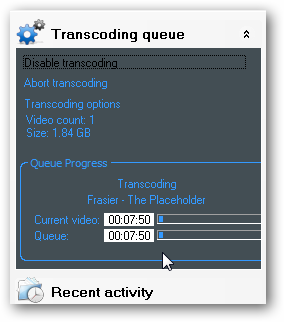 Transcoding queue
Disable transcoding
Abort transcoding
Transcoding options
Video count: 1
Size: 1.84 GB
Queue Progress
Transcoding
Frasier - The Placeholder
Current video: 00:07:50
Queue: 00:07:50
Recent activity